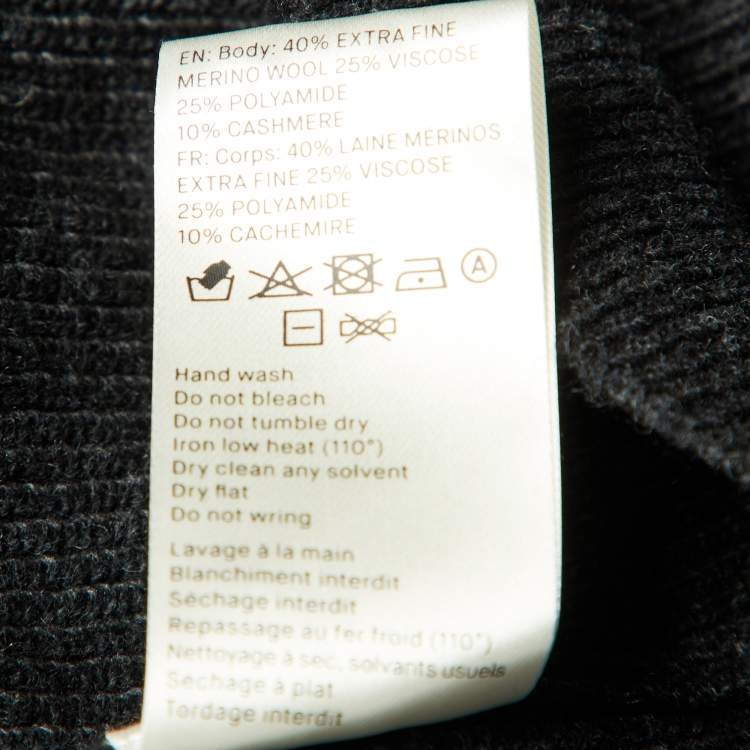 EN: Body: 40% EXTRA FINE
MERINO WOOL 25% VISCOSE
25% POLYAMIDE
10% CASHMERE
FR: Corps: 40% LAINE MERINOS
EXTRA FINE 25% VISCOSE
25% POLYAMIDE
10% CACHEMIRE
A
Hand wash
Do not bleach
Do not tumble dry
Iron low heat (110°)
Dry clean any solvent
Dry flat
Do not wring
Lavage à la main
Blanchiment interdit
Séchage interdit
Repassage au fer froid (110°)
Nettoyage à sec, solvants usuels
Séchage à plat
Tordage interdit